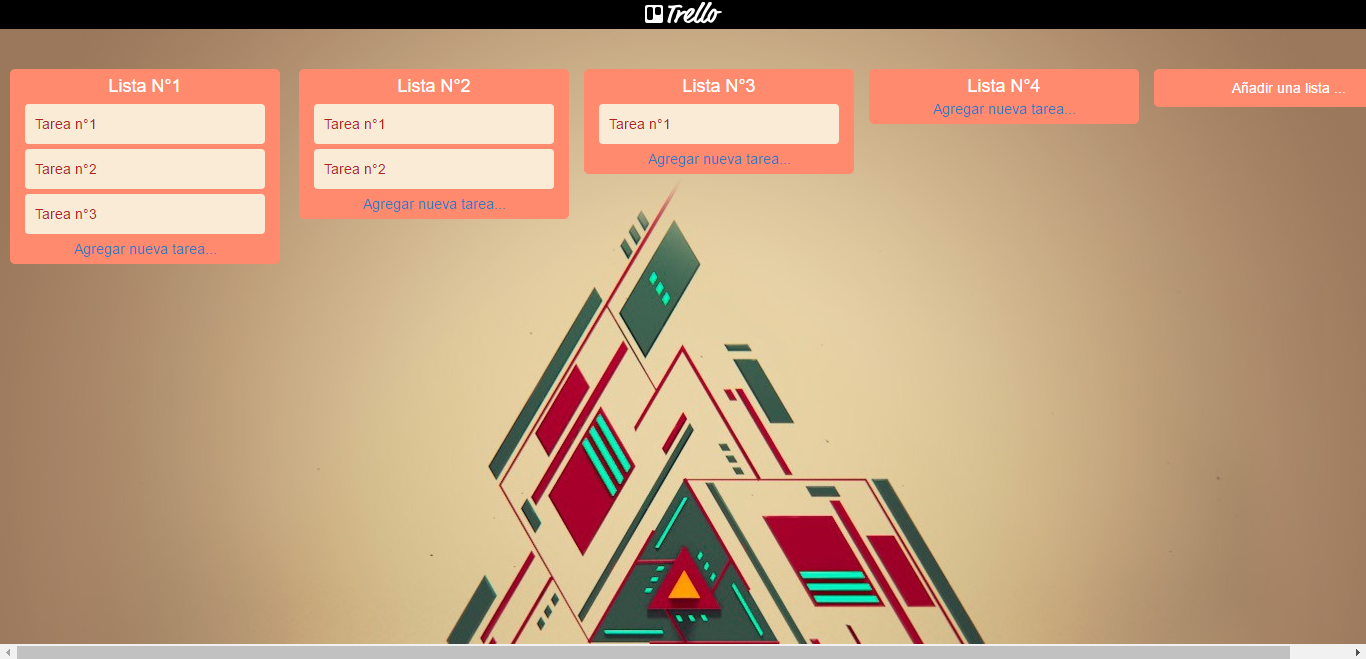 Trello
Lista N°1
Tarea n°1
Tarea n°2
Tarea n°3
Agregar nueva tarea...
Lista N°2
Tarea n°1
Tarea n°2
Agregar nueva tarea...
Lista N°3
Tarea n°1
Agregar nueva tarea...
Lista N°4
Agregar nueva tarea...
Añadir una lista ...